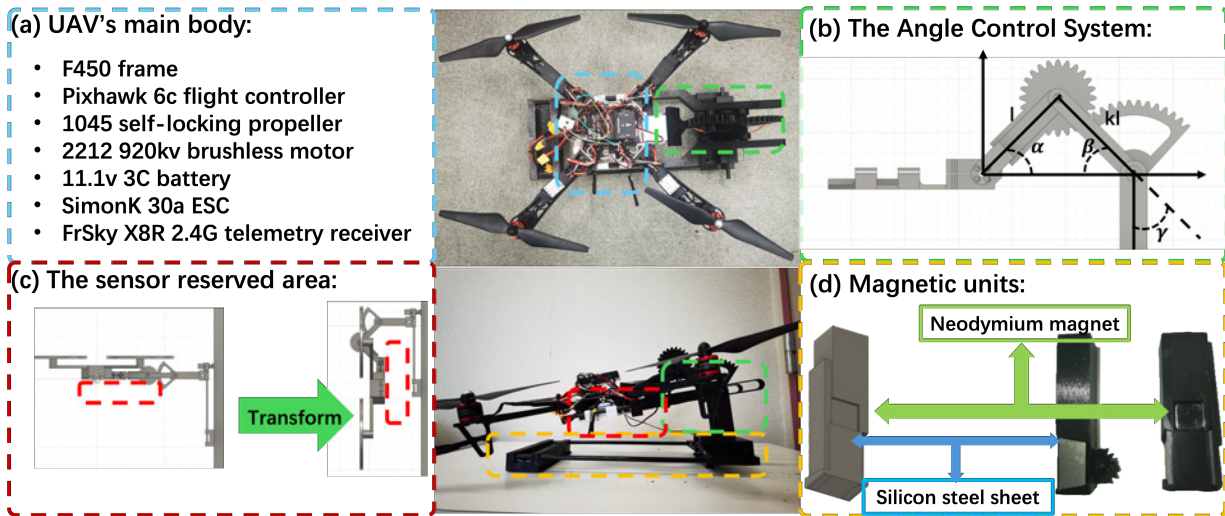 (a) UAV's main body:
• F450 frame
• Pixhawk 6c flight controller
• 1045 self-locking propeller
• 2212 920kv brushless motor
• 11.1v 3C battery
• SimonK 30a ESC
• FrSky X8R 2.4G telemetry receiver
(b) The Angle Control System:
l
kl
α
β
γ
(c) The sensor reserved area:
Transform
(d) Magnetic units:
Neodymium magnet
Silicon steel sheet